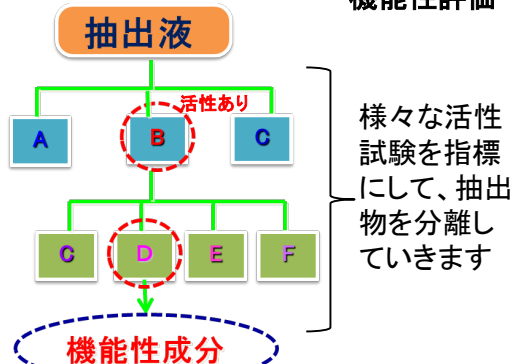 機能性評価
抽出液
活性あり
A
B
C
様々な活性
試験を指標
にして、抽出
物を分離し
ていきます
C
D
E
F
機能性成分